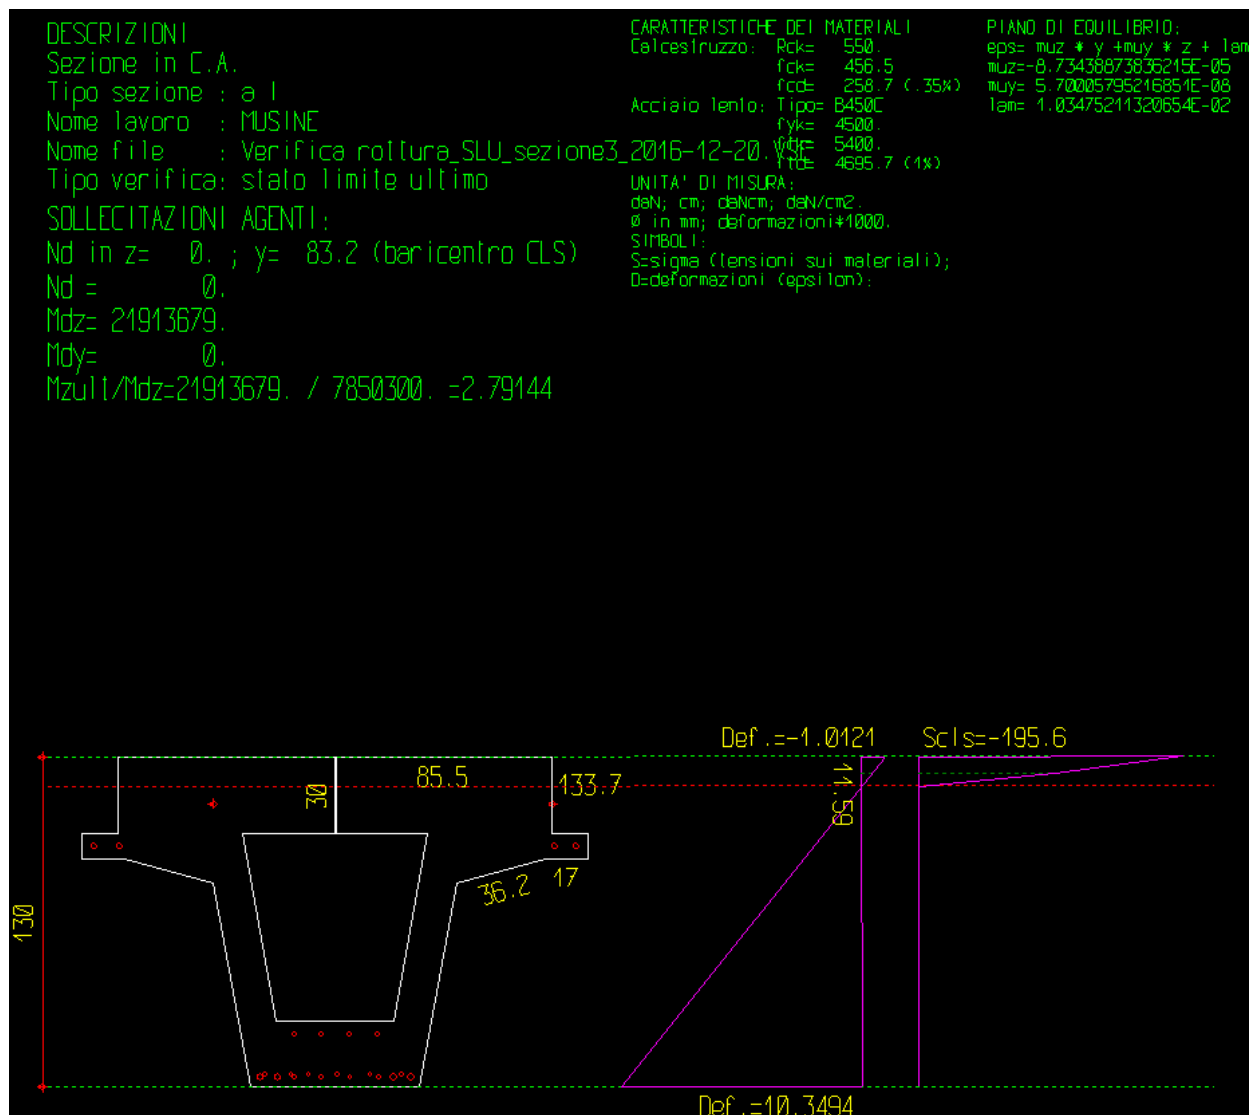 DESCRIZIONI
Sezione in C.A.
Tipo sezione : a I
Nome lavoro : MUSINE
Nome file : Verifica rottura_SLU_sezione3_2016-12-20.VSL
Tipo verifica: stato limite ultimo
SOLLECITAZIONI AGENTI:
Nd in z= 0. ; y= 83.2 (baricentro CLS)
Nd = 0.
Mdz= 21913679.
Mdy= 0.
Mzult/Mdz=21913679. / 7850300. =2.79144
CARATTERISTICHE DEI MATERIALI
Calcestruzzo: Rck= 550.
fck= 456.5
fcd= 258.7 (.35%)
Acciaio lento: Tipo= B450C
fyk= 4500.
5400.
ftd= 4695.7 (1%)
UNITA' DI MISURA:
daN; cm; daNcm; daN/cm2.
Ø in mm; deformazioni*1000.
SIMBOLI:
S=sigma (tensioni sui materiali);
D=deformazioni (epsilon);
PIANO DI EQUILIBRIO:
eps= muz * y +muy * z + lam
muz=-8.73438873836215E-05
muy= 5.70005795216851E-08
lam= 1.03475211320654E-02
Def.=-1.0121
Scls=-195.6
85.5
133.7
30
11.59
36.2
17
130
Def.=10.3494